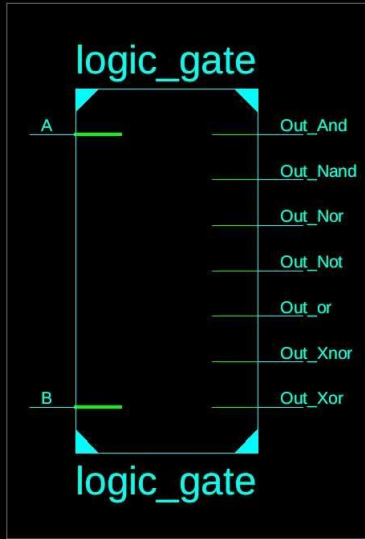 logic_gate
A
Out_And
Out_Nand
Out_Nor
Out_Not
Out_or
Out_Xnor
B
Out_Xor
logic_gate